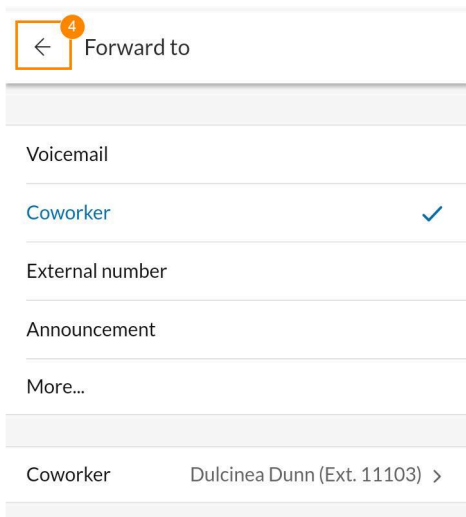 4
Forward to
Voicemail
Coworker
External number
Announcement
More...
Coworker Dulcinea Dunn (Ext. 11103)